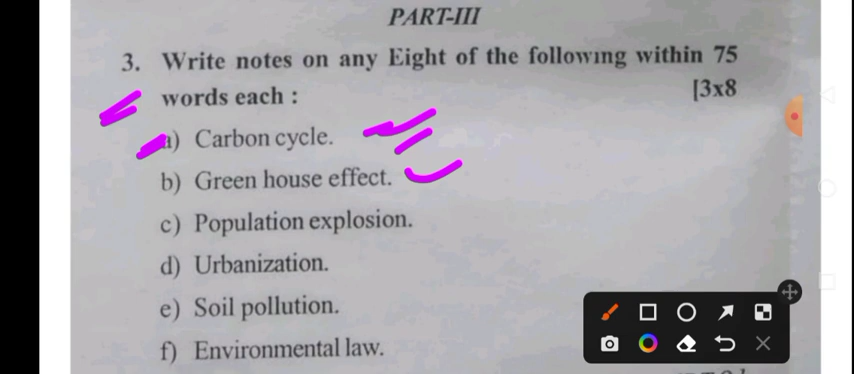 PART-III
3. Write notes on any Eight of the following within 75
words each : [3x8
a) Carbon cycle.
b) Green house effect.
c) Population explosion.
d) Urbanization.
e) Soil pollution.
f) Environmental law.